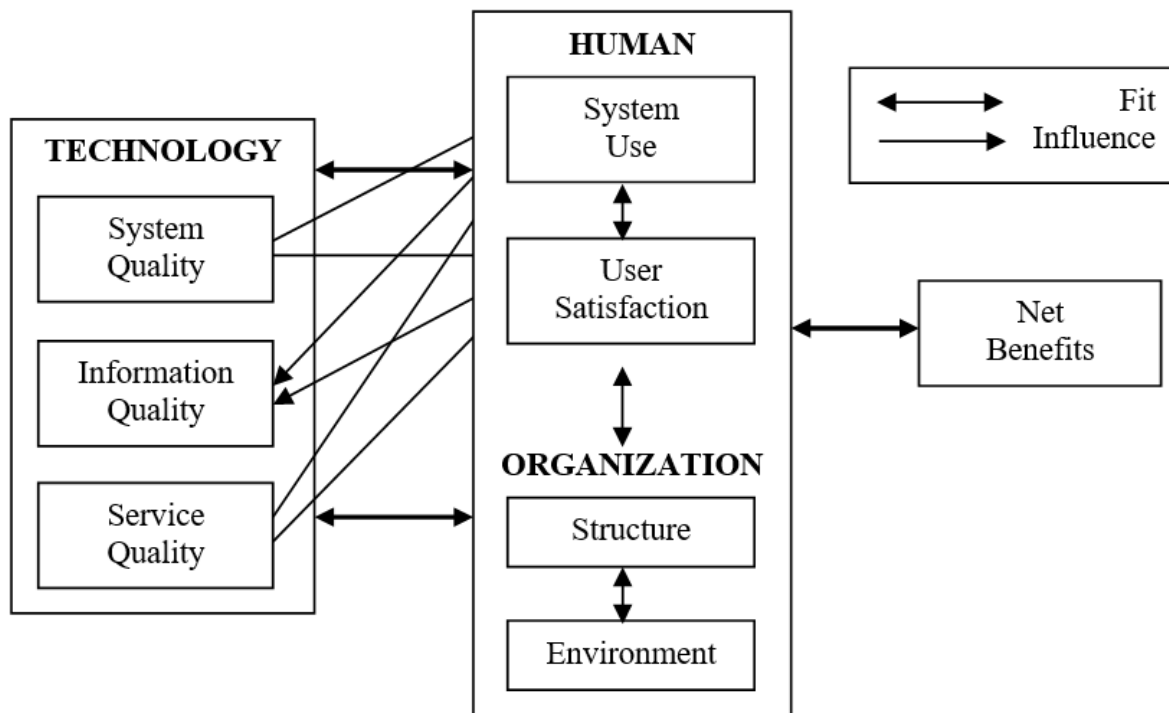 TECHNOLOGY
System
Quality
Information
Quality
Service
Quality
HUMAN
System
Use
User
Satisfaction
ORGANIZATION
Structure
Environment
Fit
Influence
Net
Benefits